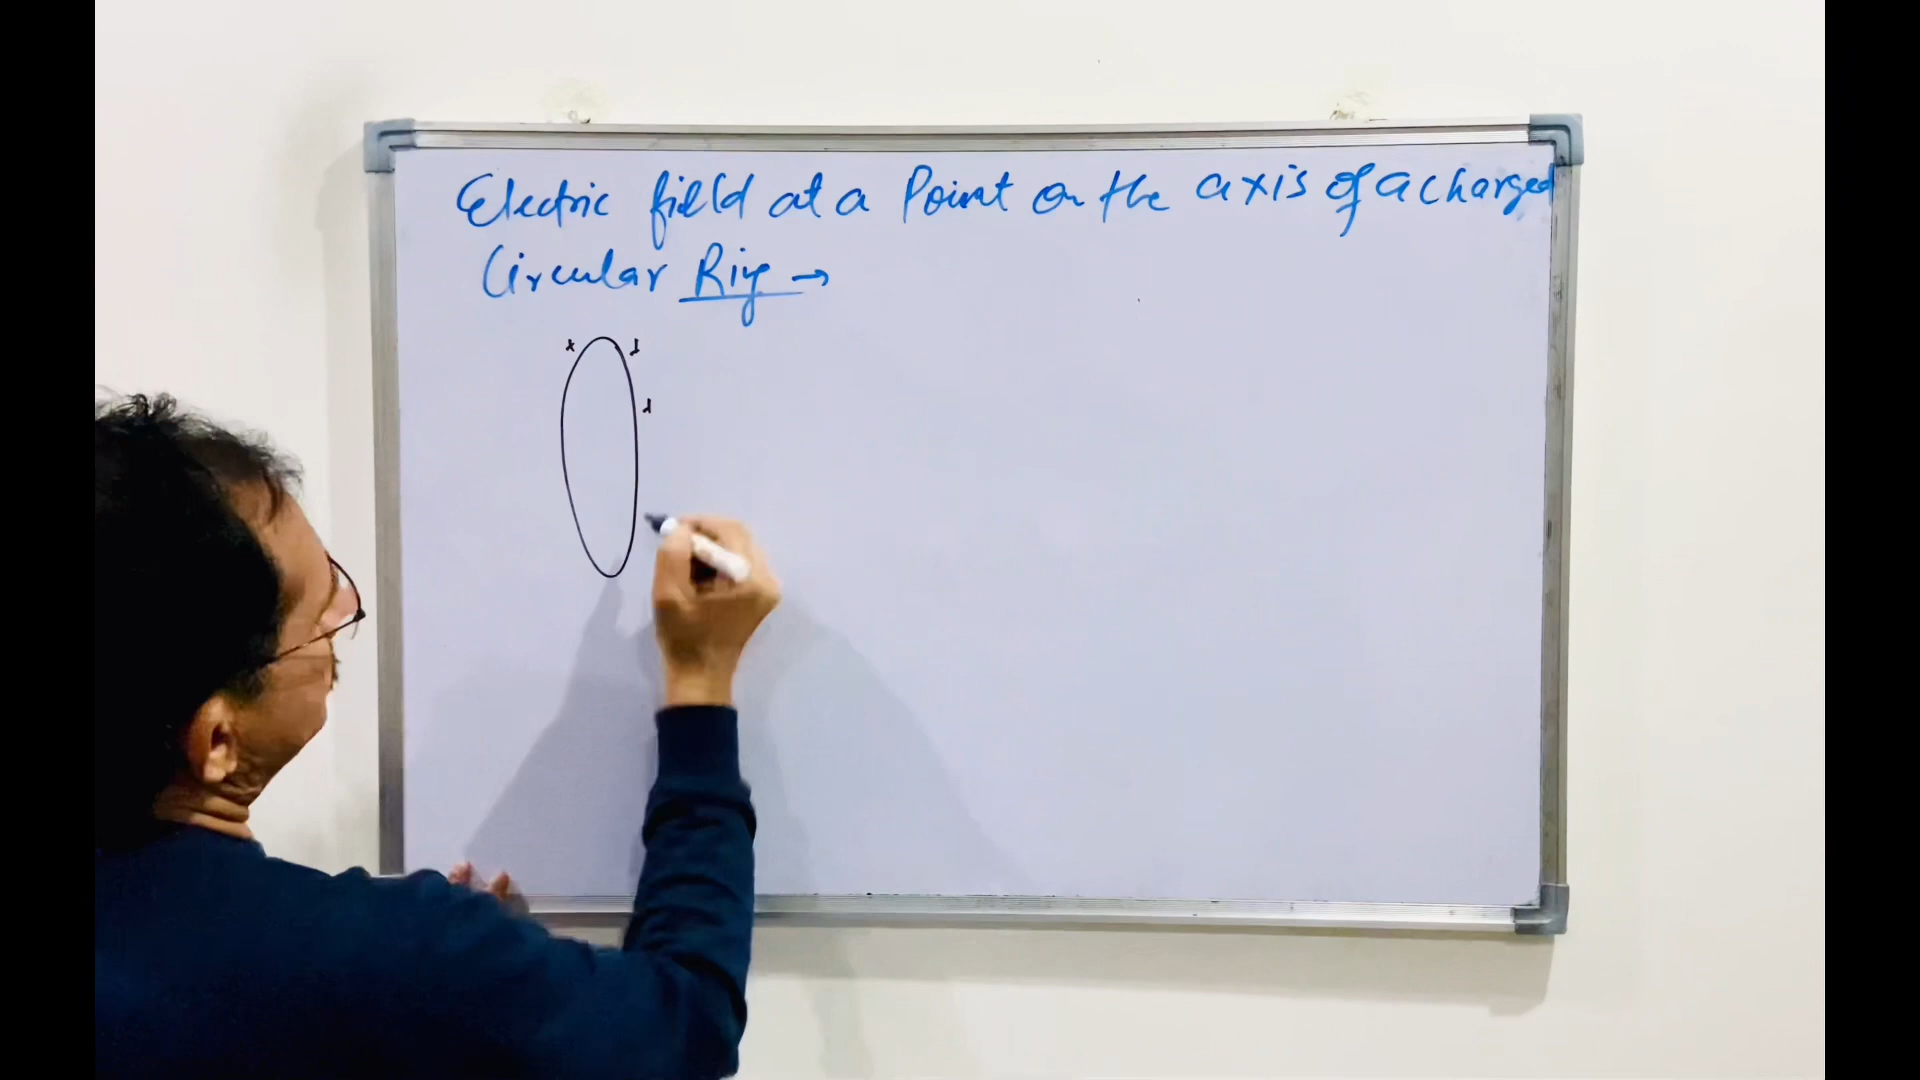 Electric field at a Point on the axis of a charged
Circular Ring →